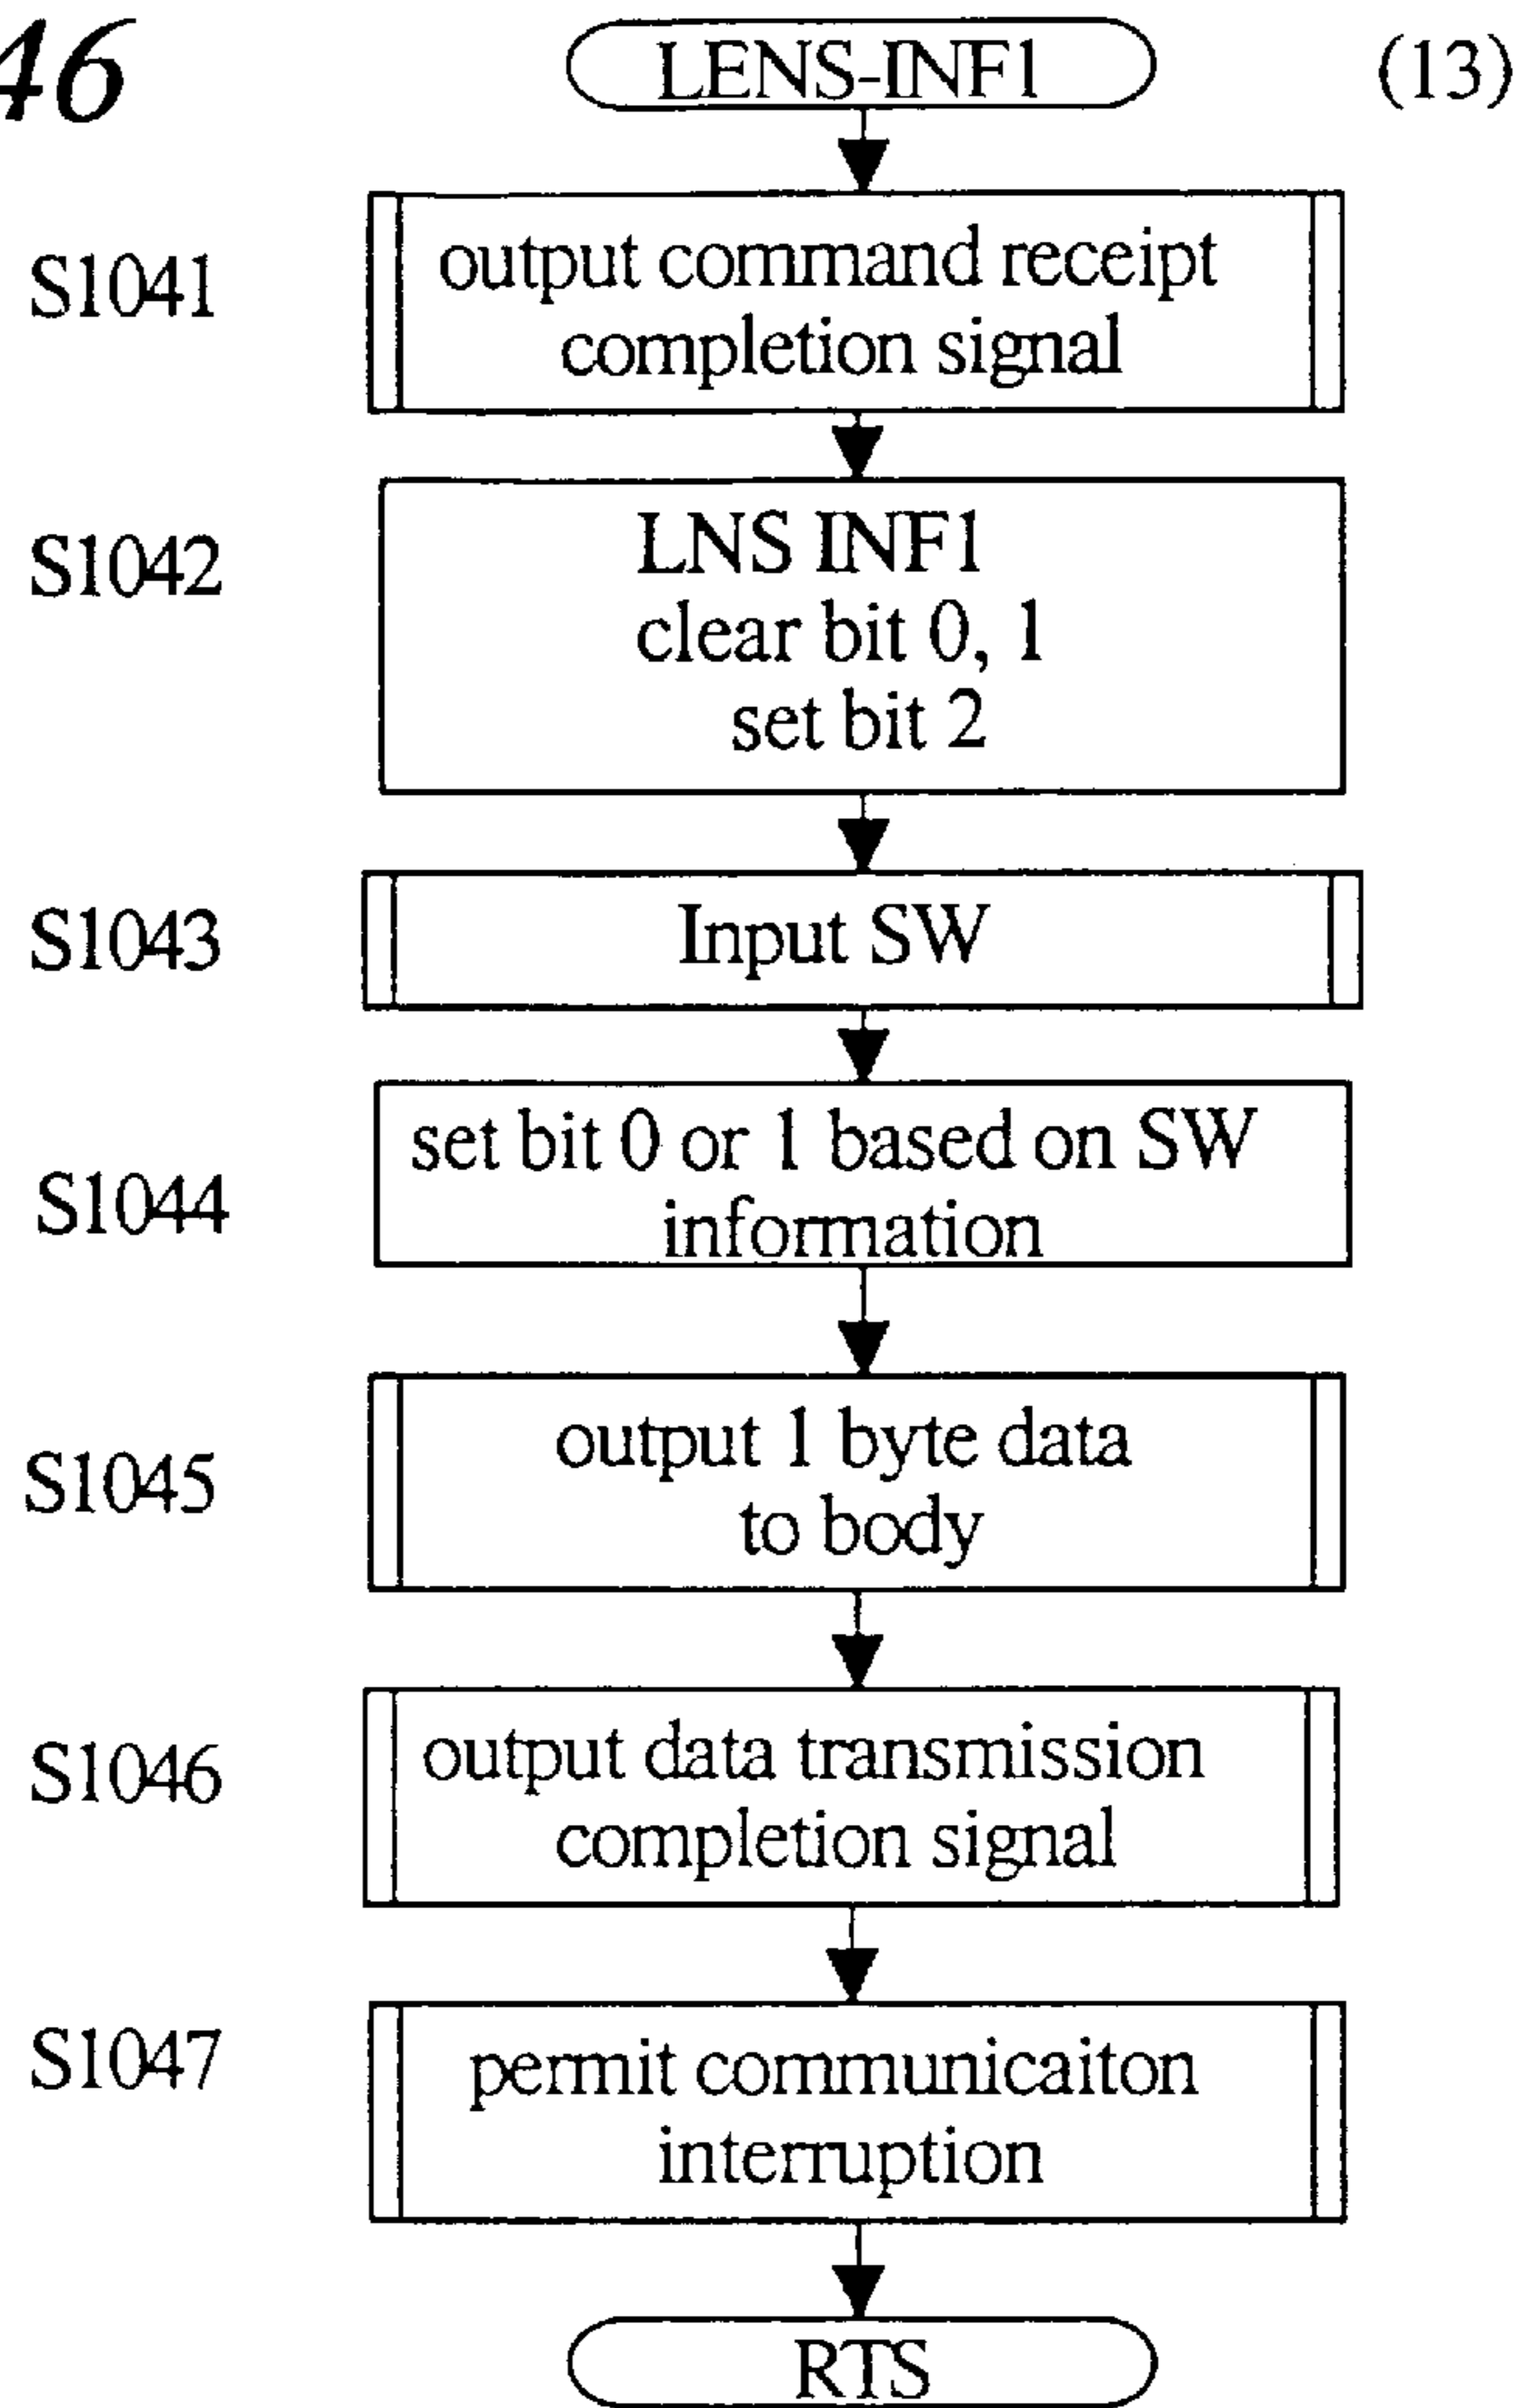 46
LENS-INF1
(13)
S1041
output command receipt
completion signal
S1042
LNS INF1
clear bit 0, 1
set bit 2
S1043
Input SW
S1044
set bit 0 or 1 based on SW
information
S1045
output 1 byte data
to body
S1046
output data transmission
completion signal
S1047
permit communicaiton
interruption
RTS